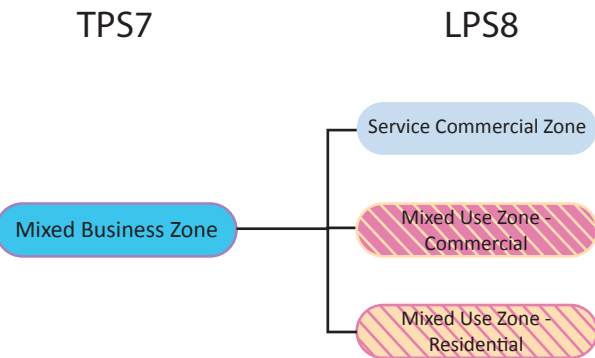 TPS7
LPS8
Service Commercial Zone
Mixed Business Zone
Mixed Use Zone -
Commercial
Mixed Use Zone -
Residential